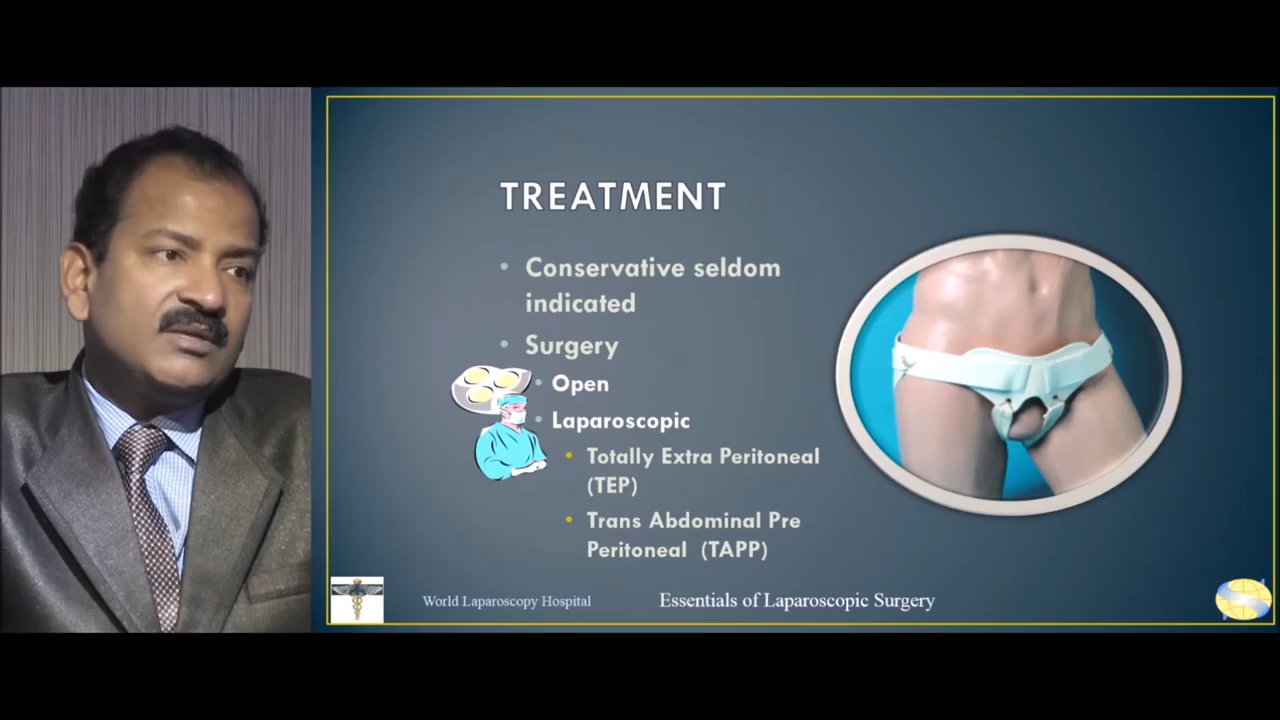 TREATMENT
• Conservative seldom
indicated
• Surgery
• Open
• Laparoscopic
• Totally Extra Peritoneal
(TEP)
• Trans Abdominal Pre
Peritoneal (TAPP)
World Laparoscopy Hospital
Essentials of Laparoscopic Surgery